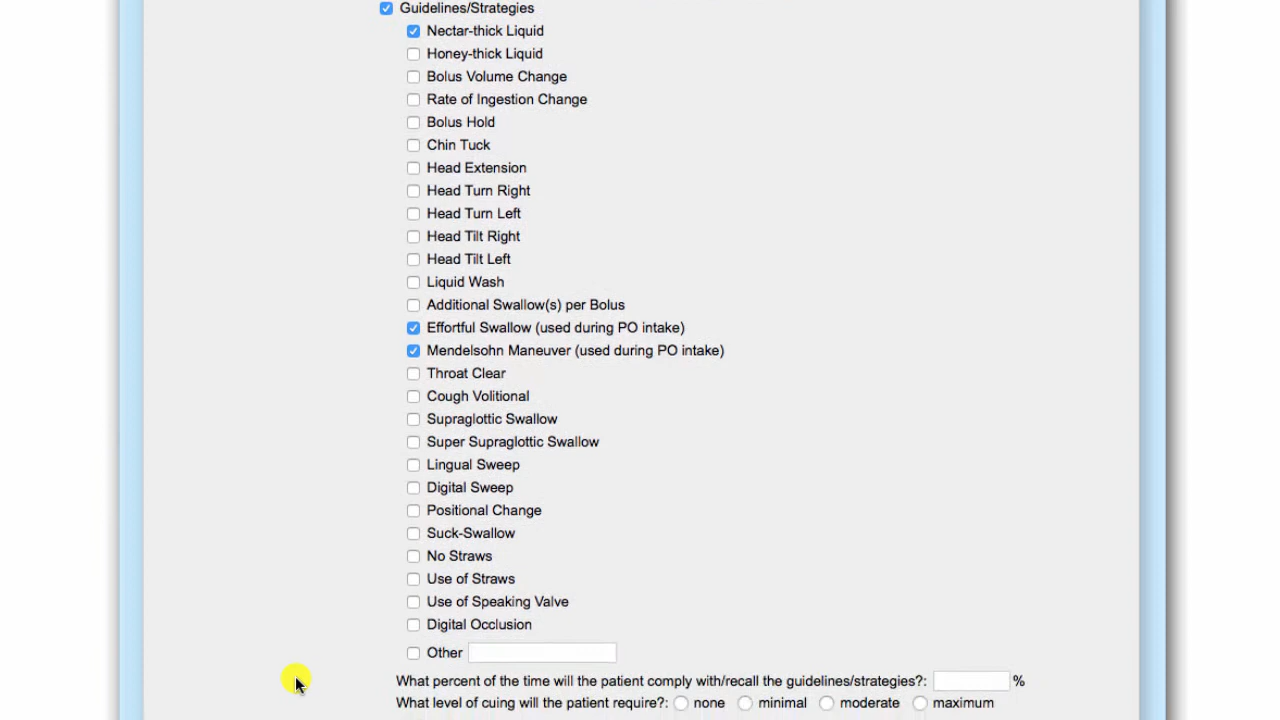 Guidelines/Strategies
Nectar-thick Liquid
Honey-thick Liquid
Bolus Volume Change
Rate of Ingestion Change
Bolus Hold
Chin Tuck
Head Extension
Head Turn Right
Head Turn Left
Head Tilt Right
Head Tilt Left
Liquid Wash
Additional Swallow(s) per Bolus
Effortful Swallow (used during PO intake)
Mendelsohn Maneuver (used during PO intake)
Throat Clear
Cough Volitional
Supraglottic Swallow
Super Supraglottic Swallow
Lingual Sweep
Digital Sweep
Positional Change
Suck-Swallow
No Straws
Use of Straws
Use of Speaking Valve
Digital Occlusion
Other
What percent of the time will the patient comply with/recall the guidelines/strategies?: %
What level of cuing will the patient require?: none minimal moderate maximum